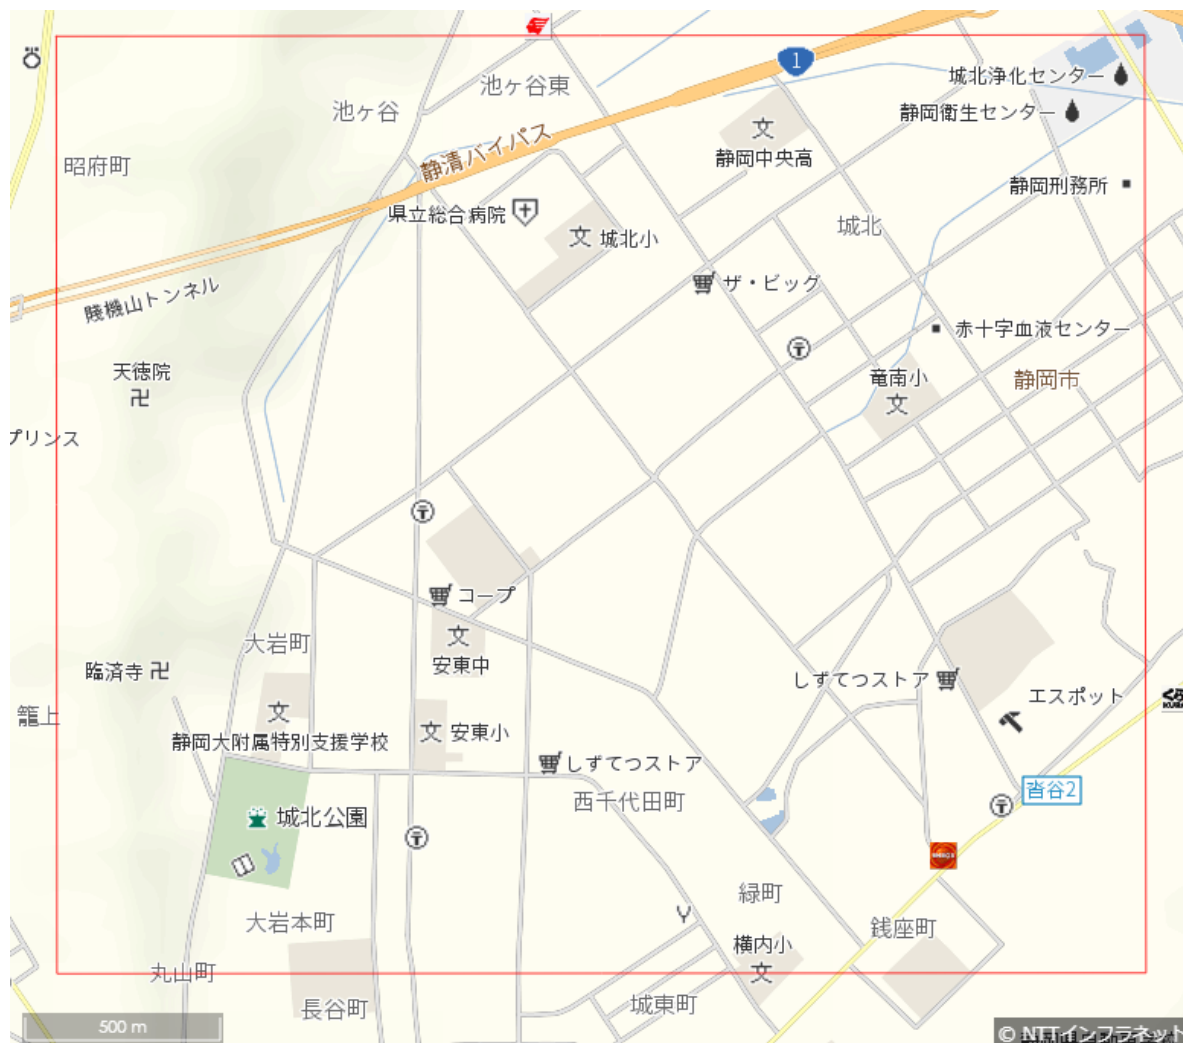 池ヶ谷東
池ヶ谷
1
城北浄化センター
静岡衛生センター
静岡中央高
静清バイパス
昭府町
静岡刑務所
県立総合病院
城北小
城北
ザ・ビッグ
賤機山トンネル
赤十字血液センター
天徳院
竜南小
静岡市
プリンス
コープ
大岩町
安東中
臨済寺
しずてつストア
エスポット
籠上
静岡大附属特別支援学校
安東小
しずてつストア
西千代田町
沓谷2
城北公園
緑町
大岩本町
銭座町
横内小
丸山町
長谷町
城東町
500 m
© NTTインフラネット